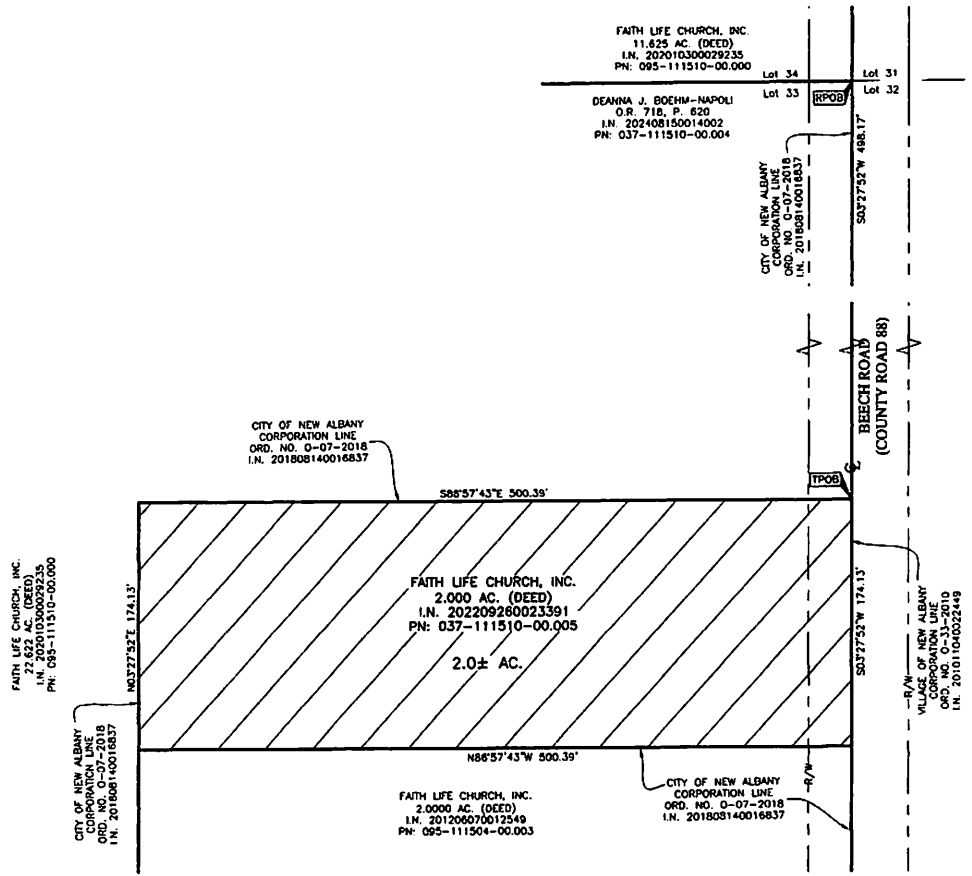 FAITH LIFE CHURCH, INC.
11.625 AC. (DEED)
I.N. 202010300029235
PN: 095-111510-00.000
Lot 34
Lot 31
Lot 33
Lot 32
RPOB
DEANNA J. BOEHM-NAPOLI
O.R. 718, P. 620
I.N. 202408150014002
PN: 037-111510-00.004
CITY OF NEW ALBANY
CORPORATION LINE
ORD. NO. O-07-2018
I.N. 201808140016837
S03°27'52"W 498.17'
BEECH ROAD
(COUNTY ROAD 88)
CITY OF NEW ALBANY
CORPORATION LINE
ORD. NO. O-07-2018
I.N. 201808140016837
TPOB
S86°57'43"E 500.39'
FAITH LIFE CHURCH, INC.
22.622 AC. (DEED)
I.N. 202010300029235
PN: 095-111510-00.000
N03°27'52"E 174.13'
FAITH LIFE CHURCH, INC.
2.000 AC. (DEED)
I.N. 202209260023391
PN: 037-111510-00.005
2.0± AC.
S03°27'52"W 174.13'
R/W
VILLAGE OF NEW ALBANY
CORPORATION LINE
ORD. NO. O-33-2010
I.N. 201011040022449
CITY OF NEW ALBANY
CORPORATION LINE
ORD. NO. O-07-2018
I.N. 201808140016837
N86°57'43"W 500.39'
R/W
FAITH LIFE CHURCH, INC.
2.0000 AC. (DEED)
I.N. 201206070012549
PN: 095-111504-00.003
CITY OF NEW ALBANY
CORPORATION LINE
ORD. NO. O-07-2018
I.N. 201808140016837